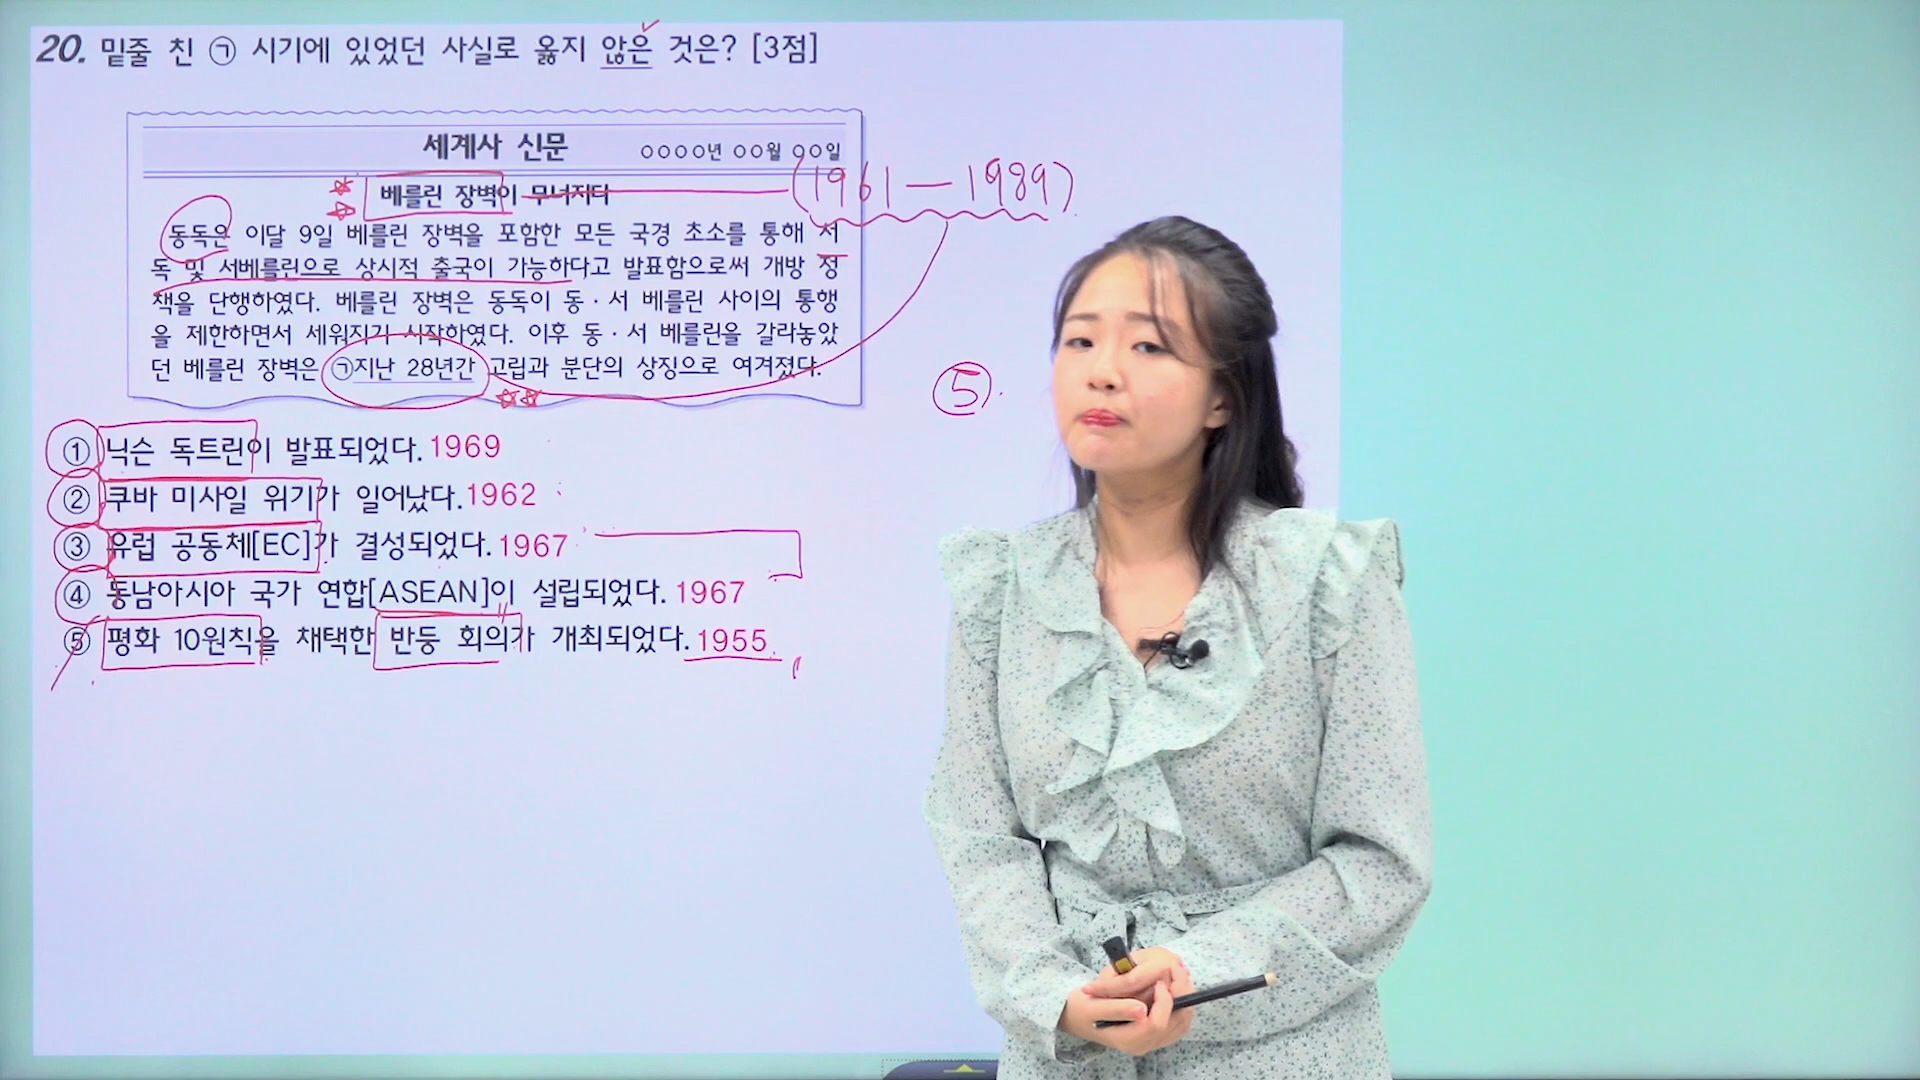 20. 밑줄 친 ㉠ 시기에 있었던 사실로 옳지 않은 것은? [3점]
세계사 신문 ○○○○년 ○○월 ○○일
베를린 장벽이 무너지다 (1961 — 1989)
동독은 이달 9일 베를린 장벽을 포함한 모든 국경 초소를 통해 서
독 및 서베를린으로 상시적 출국이 가능하다고 발표함으로써 개방 정
책을 단행하였다. 베를린 장벽은 동독이 동·서 베를린 사이의 통행
을 제한하면서 세워지기 시작하였다. 이후 동·서 베를린을 갈라놓았
던 베를린 장벽은 ㉠지난 28년간 고립과 분단의 상징으로 여겨졌다.
⑤
① 닉슨 독트린이 발표되었다. 1969
② 쿠바 미사일 위기가 일어났다. 1962
③ 유럽 공동체[EC]가 결성되었다. 1967
④ 동남아시아 국가 연합[ASEAN]이 설립되었다. 1967
⑤ 평화 10원칙을 채택한 반둥 회의가 개최되었다. 1955